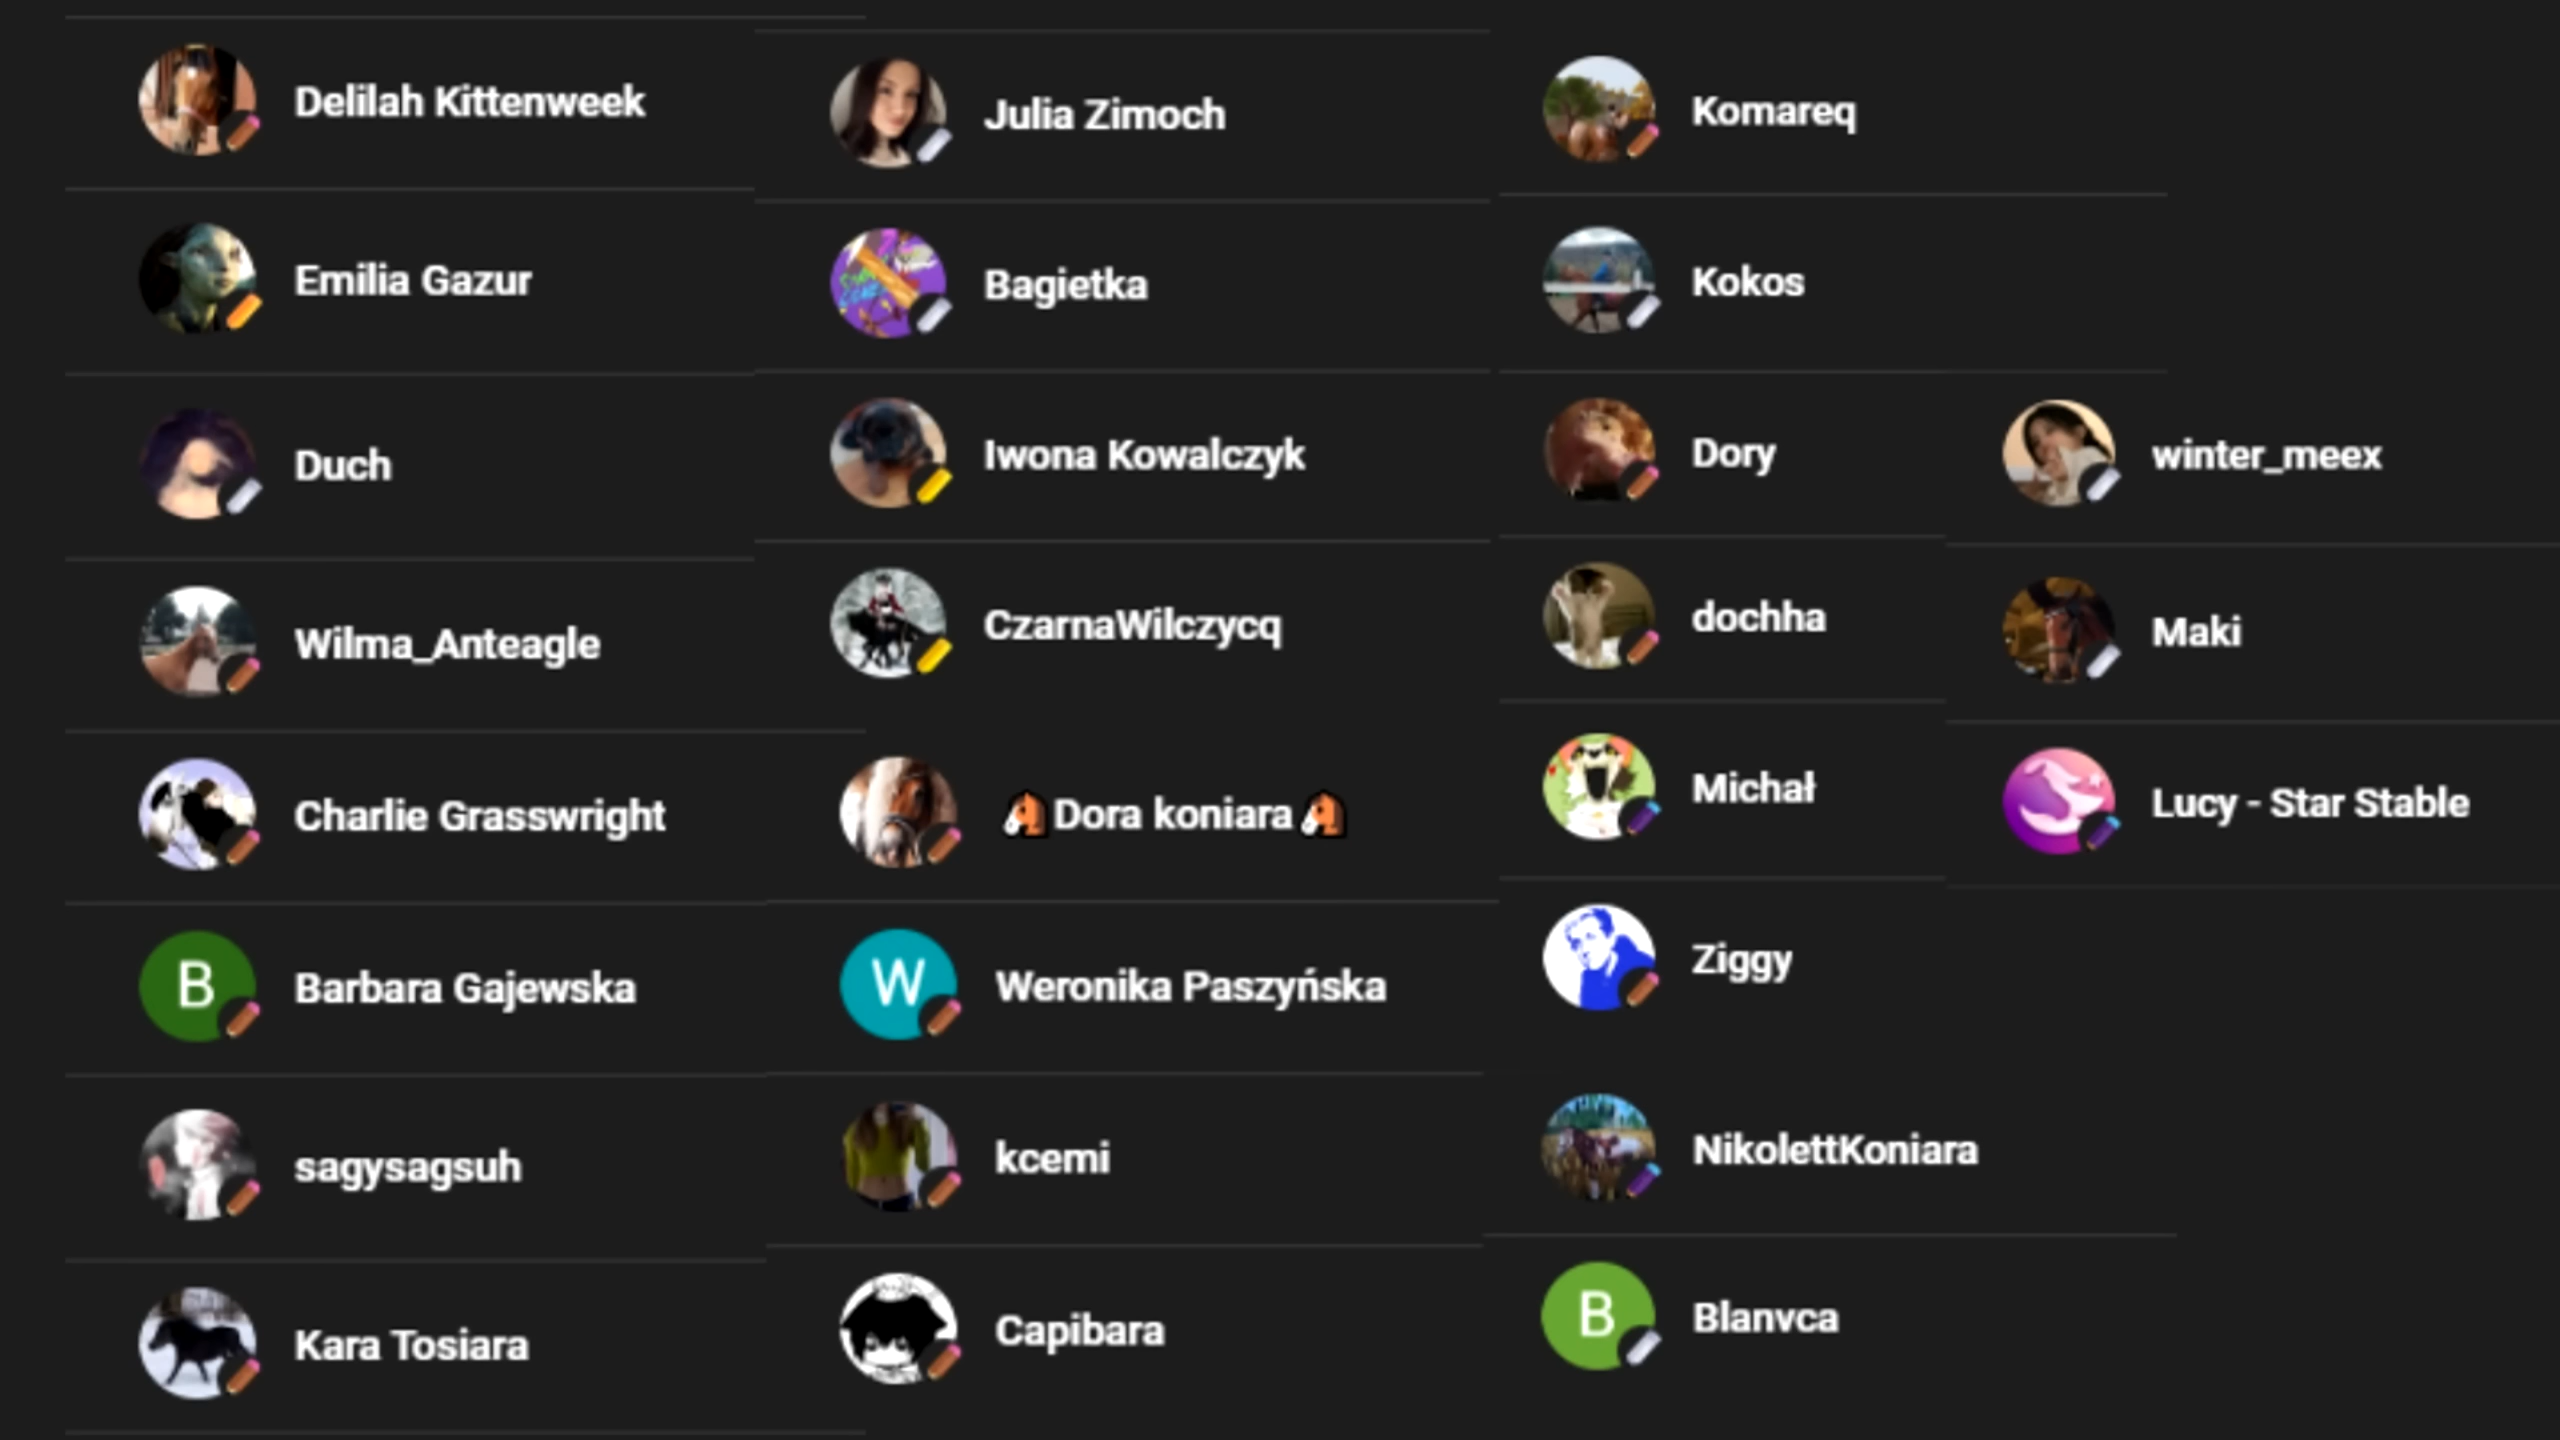 Delilah Kittenweek
Emilia Gazur
Duch
Wilma_Anteagle
Charlie Grasswright
B
Barbara Gajewska
sagysagsuh
Kara Tosiara
Julia Zimoch
Bagietka
Iwona Kowalczyk
CzarnaWilczycq
🐴Dora koniara🐴
W
Weronika Paszyńska
kcemi
Capibara
Komareq
Kokos
Dory
dochha
Michał
Ziggy
NikolettKoniara
B
Blanvca
winter_meex
Maki
Lucy - Star Stable